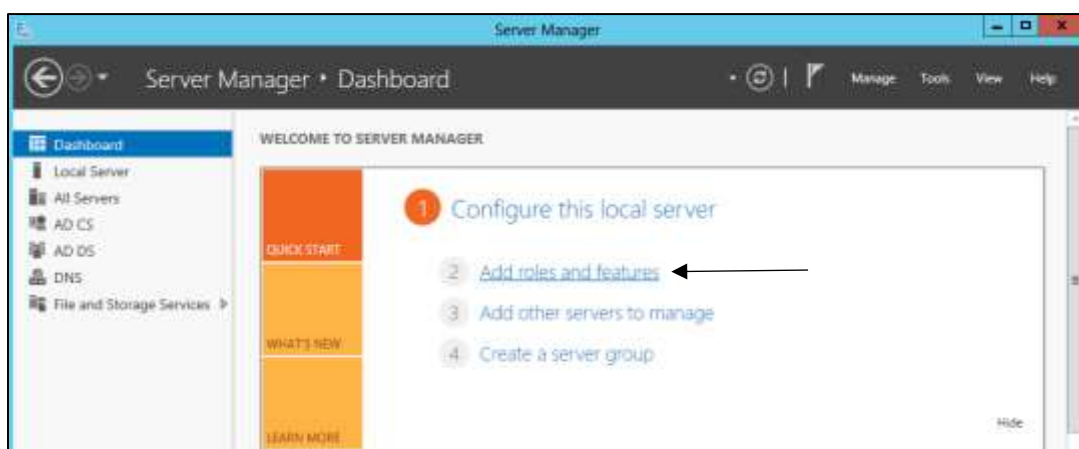 Server Manager
Server Manager • Dashboard
Manage Tools View Help
Dashboard
Local Server
All Servers
AD CS
AD DS
DNS
File and Storage Services
WELCOME TO SERVER MANAGER
QUICK START
WHAT'S NEW
LEARN MORE
1 Configure this local server
2 Add roles and features
3 Add other servers to manage
4 Create a server group
Hide